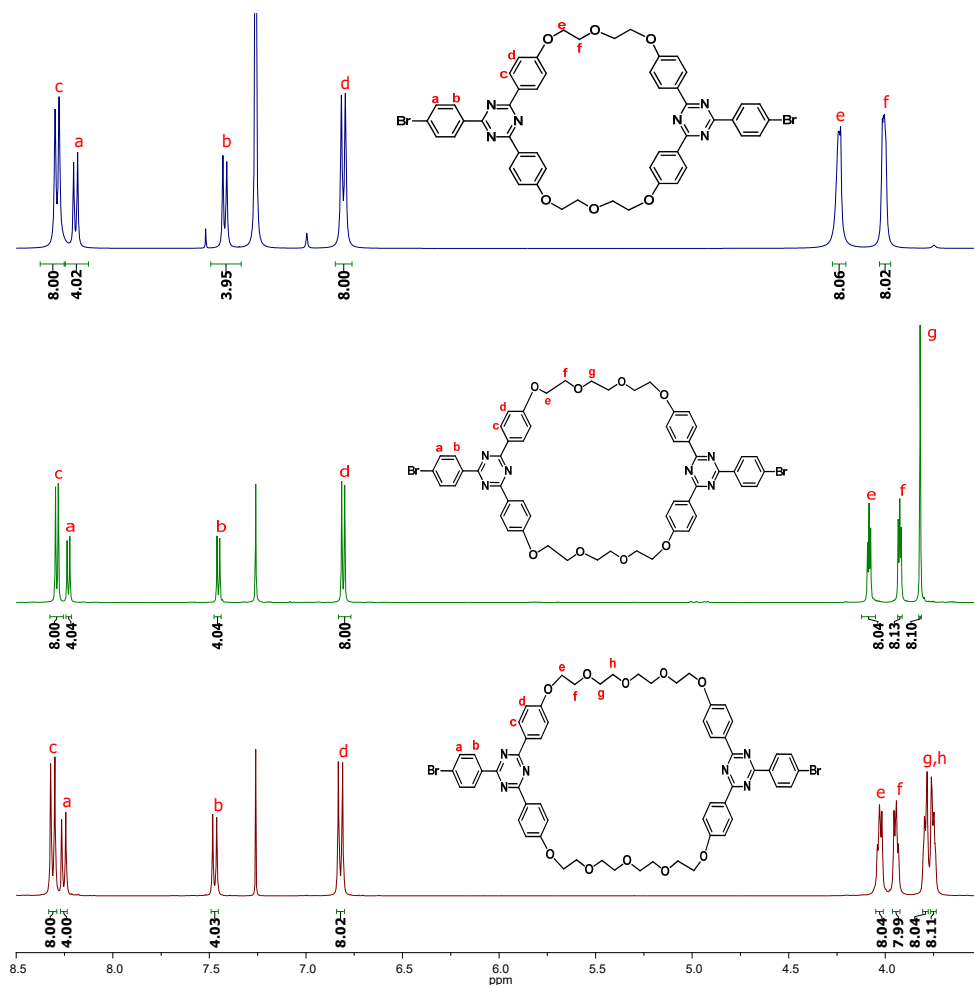 e
f
d
c
a
b
O
O
O
N
N
N
Br
N
N
N
Br
O
O
O
c
a
b
d
e
f
8.00
4.02
3.95
8.00
8.06
8.02
f
g
e
d
c
a
b
O
O
O
O
N
N
N
Br
N
N
N
Br
O
O
O
O
c
a
b
d
e
f
g
8.00
4.04
4.04
8.00
8.04
8.13
8.10
e
f
g
h
d
c
a
b
O
O
O
O
O
N
N
N
Br
N
N
N
Br
O
O
O
O
O
c
a
b
d
e
f
g,h
8.00
4.00
4.03
8.02
8.04
7.99
8.04
8.11
8.5 8.0 7.5 7.0 6.5 6.0 5.5 5.0 4.5 4.0
ppm